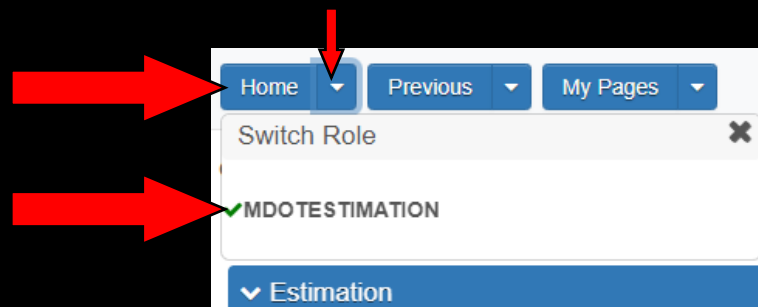 Home Previous My Pages
Switch Role
MDOTESTIMATION
Estimation